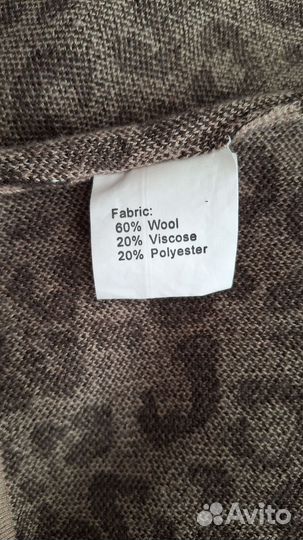 Fabric:
60% Wool
20% Viscose
20% Polyester
Avito